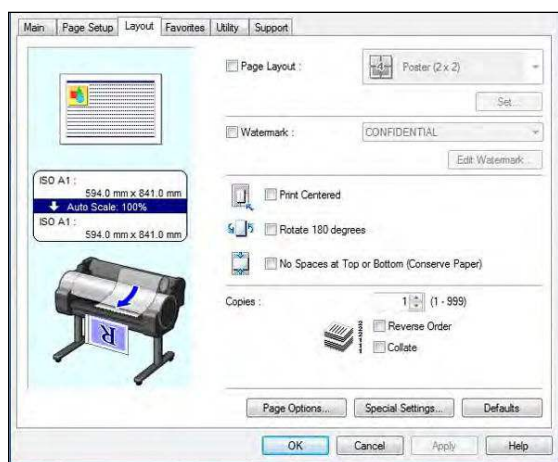 Main Page Setup Layout Favorites Utility Support
Page Layout : 4 Poster (2 x 2)
Set...
Watermark : CONFIDENTIAL
Edit Watermark...
ISO A1 :
594.0 mm x 841.0 mm
Auto Scale: 100%
ISO A1 :
594.0 mm x 841.0 mm
Print Centered
Rotate 180 degrees
No Spaces at Top or Bottom (Conserve Paper)
Copies : 1 (1 - 999)
Reverse Order
Collate
R
Page Options... Special Settings... Defaults
OK Cancel Apply Help